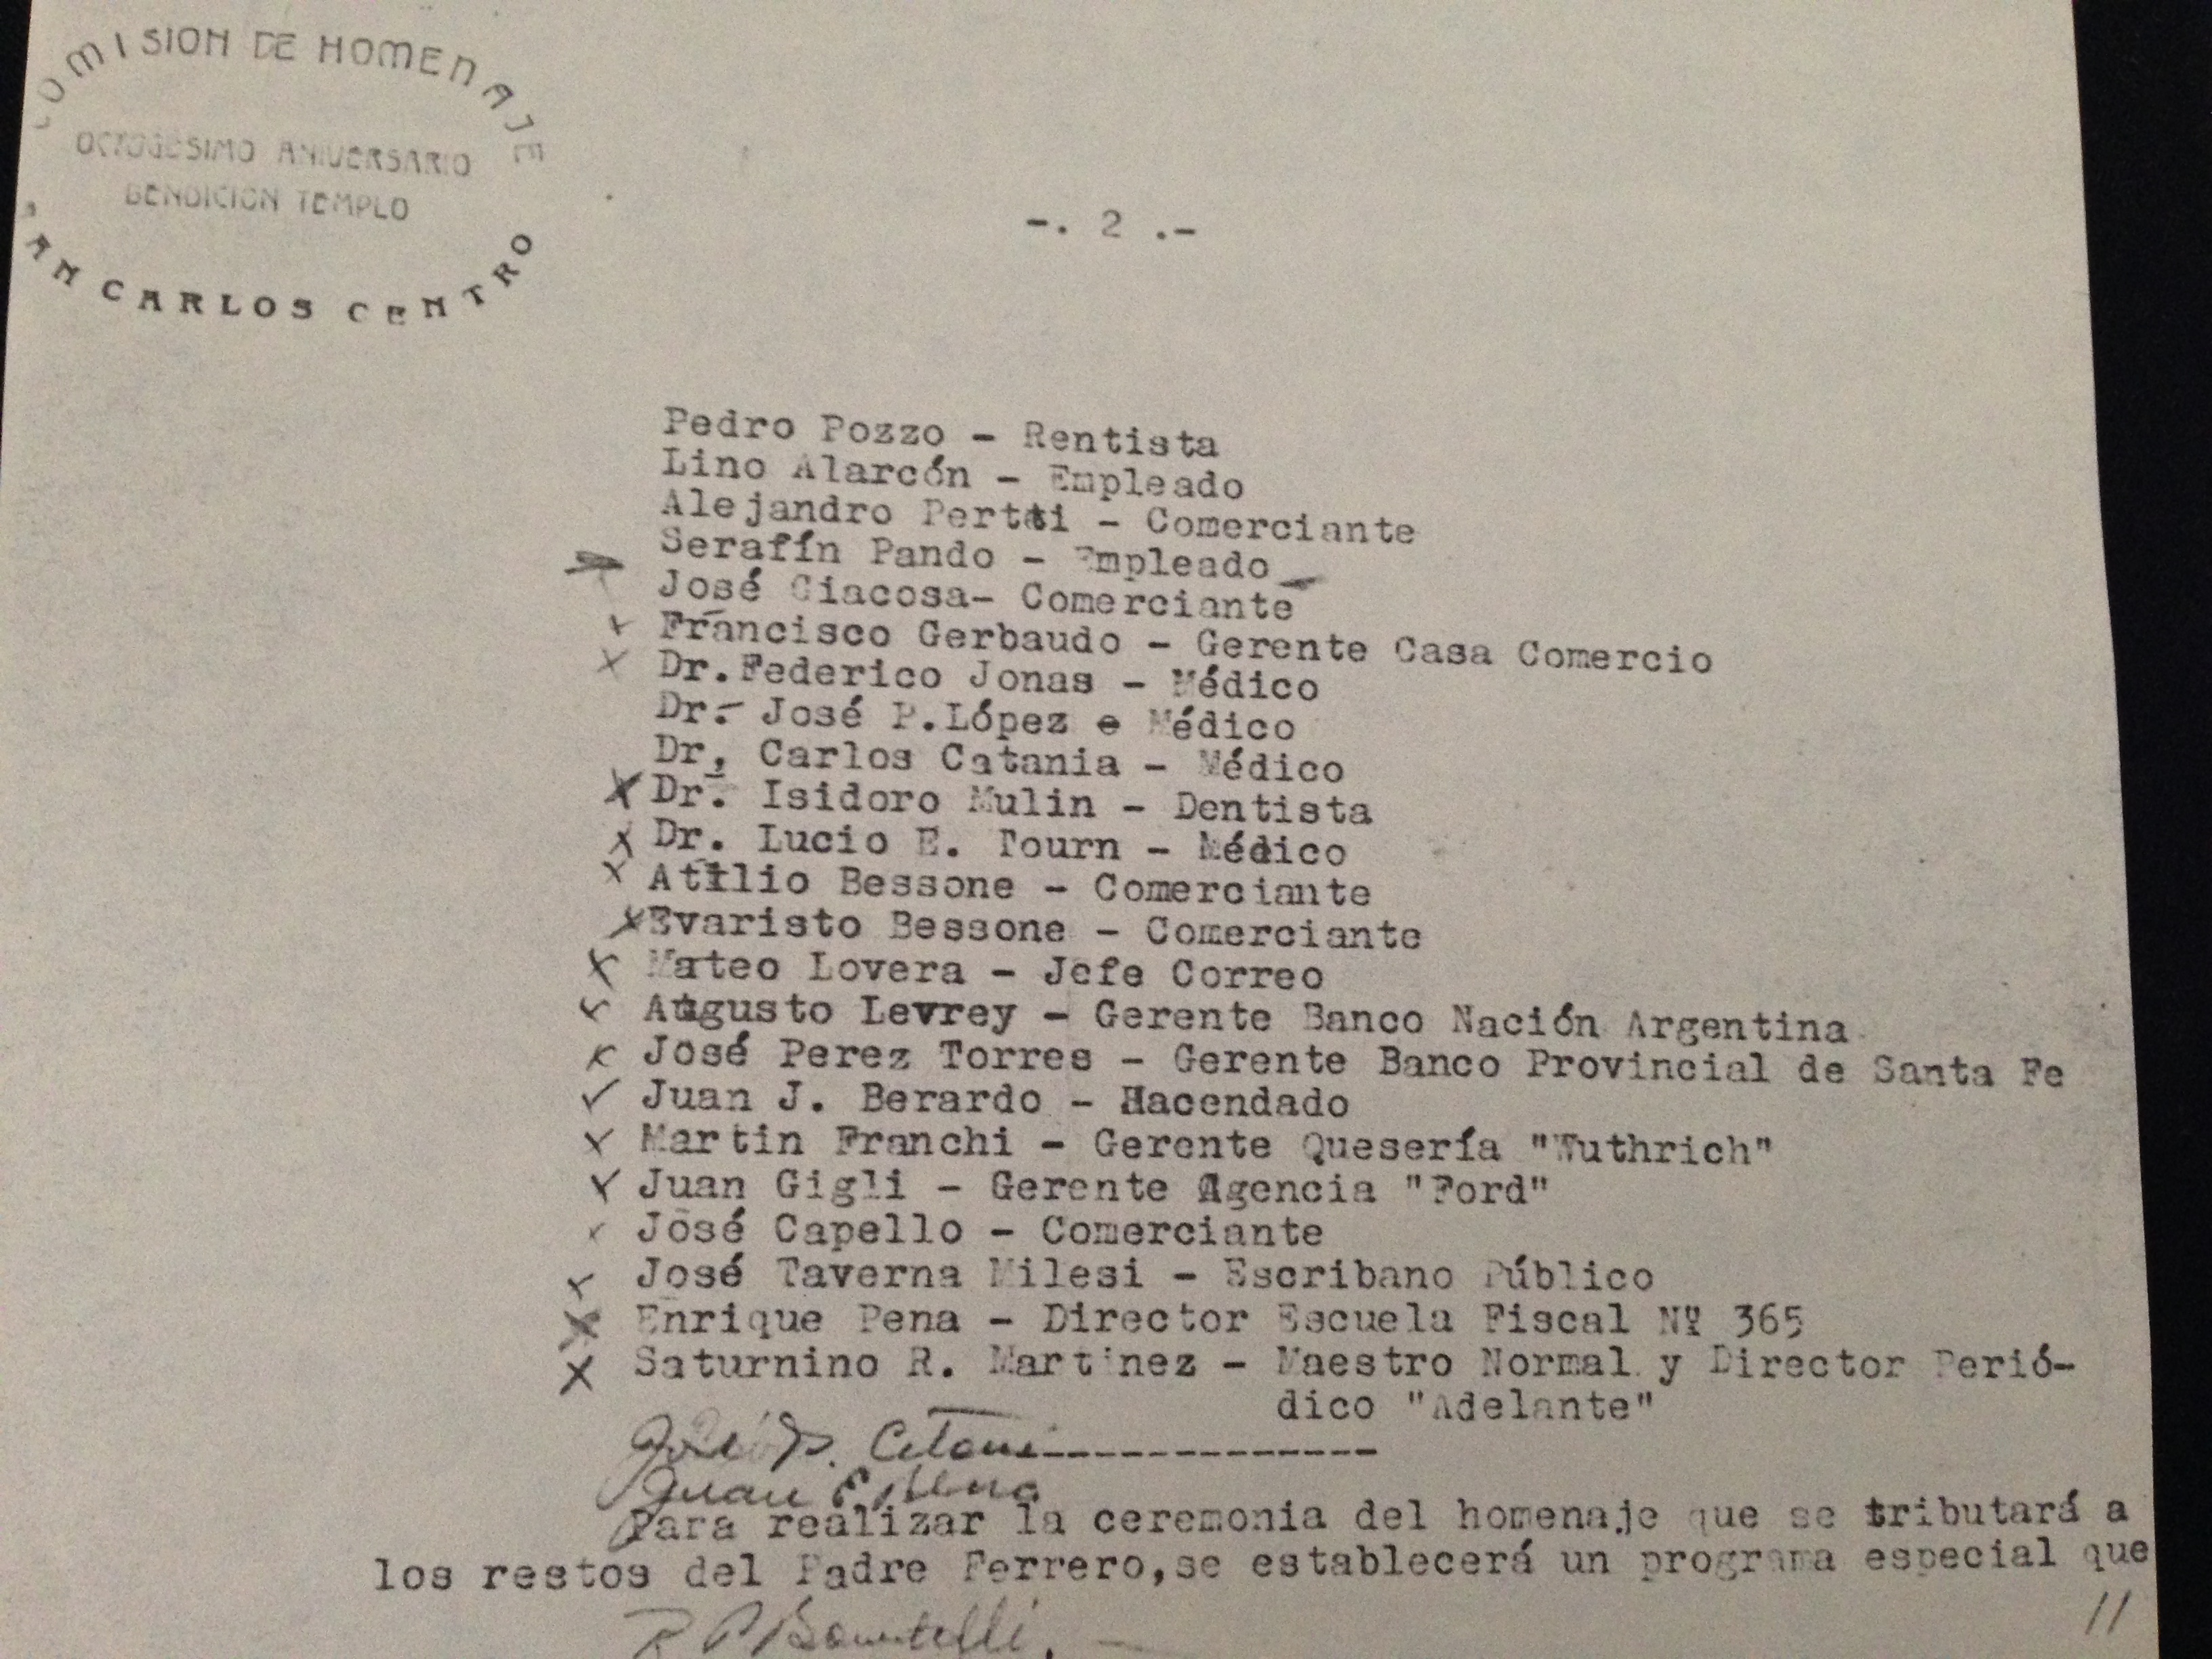 COMISION DE HOMENAJE
OCTOGESIMO ANIVERSARIO
BENDICION TEMPLO
SAN CARLOS CENTRO
-. 2 .-
Pedro Pozzo - Rentista
Lino Alarcón - Empleado
Alejandro Pertti - Comerciante
Serafín Pando - Empleado
José Ciacosa- Comerciante
Francisco Gerbaudo - Gerente Casa Comercio
Dr.Federico Jonas - Médico
Dr.- José P.López e Médico
Dr, Carlos Catania - Médico
Dr. Isidoro Mulin - Dentista
Dr. Lucio E. Tourn - Médico
Atilio Bessone - Comerciante
Evaristo Bessone - Comerciante
Mateo Lovera - Jefe Correo
Augusto Levrey - Gerente Banco Nación Argentina
José Perez Torres - Gerente Banco Provincial de Santa Fe
Juan J. Berardo - Hacendado
Martin Franchi - Gerente Quesería "Wuthrich"
Juan Gigli - Gerente Agencia "Ford"
José Capello - Comerciante
José Taverna Milesi - Escribano Público
Enrique Pena - Director Escuela Fiscal Nº 365
Saturnino R. Martinez - Maestro Normal y Director Perió-
dico "Adelante"
José P.
Juan
Para realizar la ceremonia del homenaje que se tributará a
los restos del Padre Ferrero,se establecerá un programa especial que
//